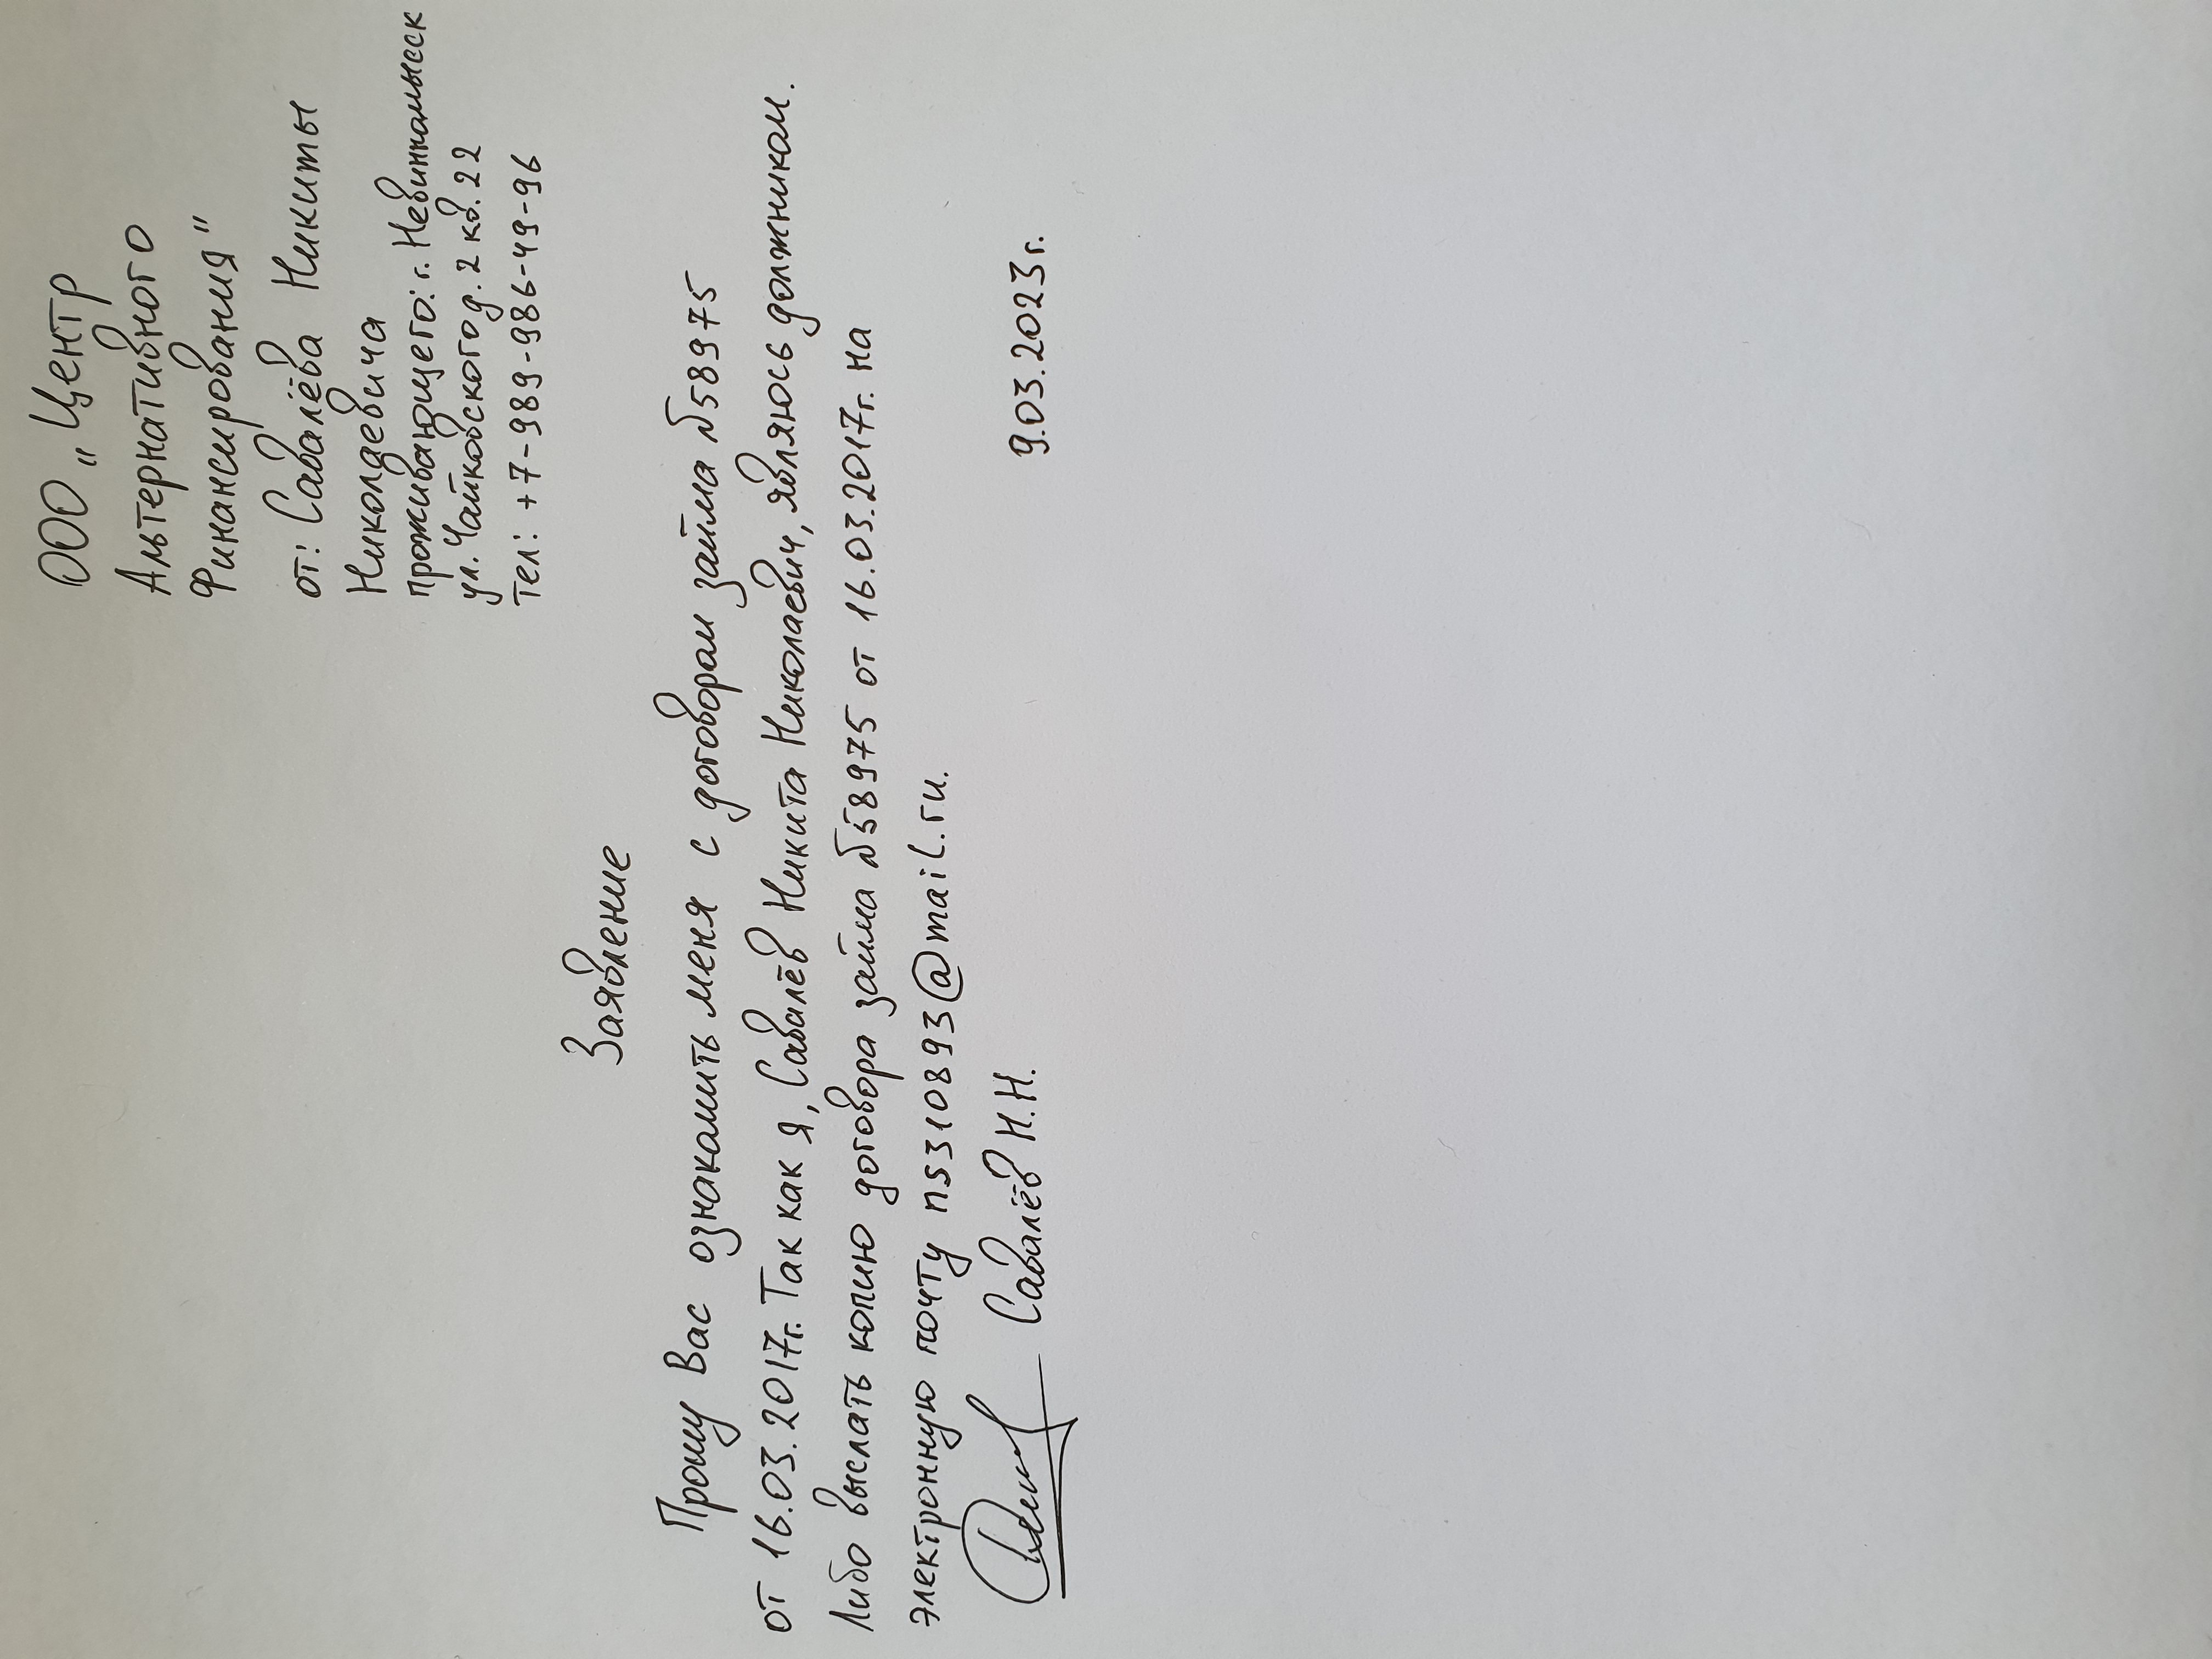 ООО „Центр
Альтернативного
Финансирования"
от: Савалёва Никиты
Николаевича
проживающего: г. Невинномысск
ул. Чайковского д. 2 кв. 22
тел: +7-989-986-49-96
Заявление
Прошу Вас ознакомить меня с договором займа №58975
от 16.03.2017г. Так как я, Савалёв Никита Николаевич, являюсь должником.
Либо выслать копию договора займа №58975 от 16.03.2017г. на
электронную почту ns310893@mail.ru.
Савалёв Н.Н. 9.03.2023г.